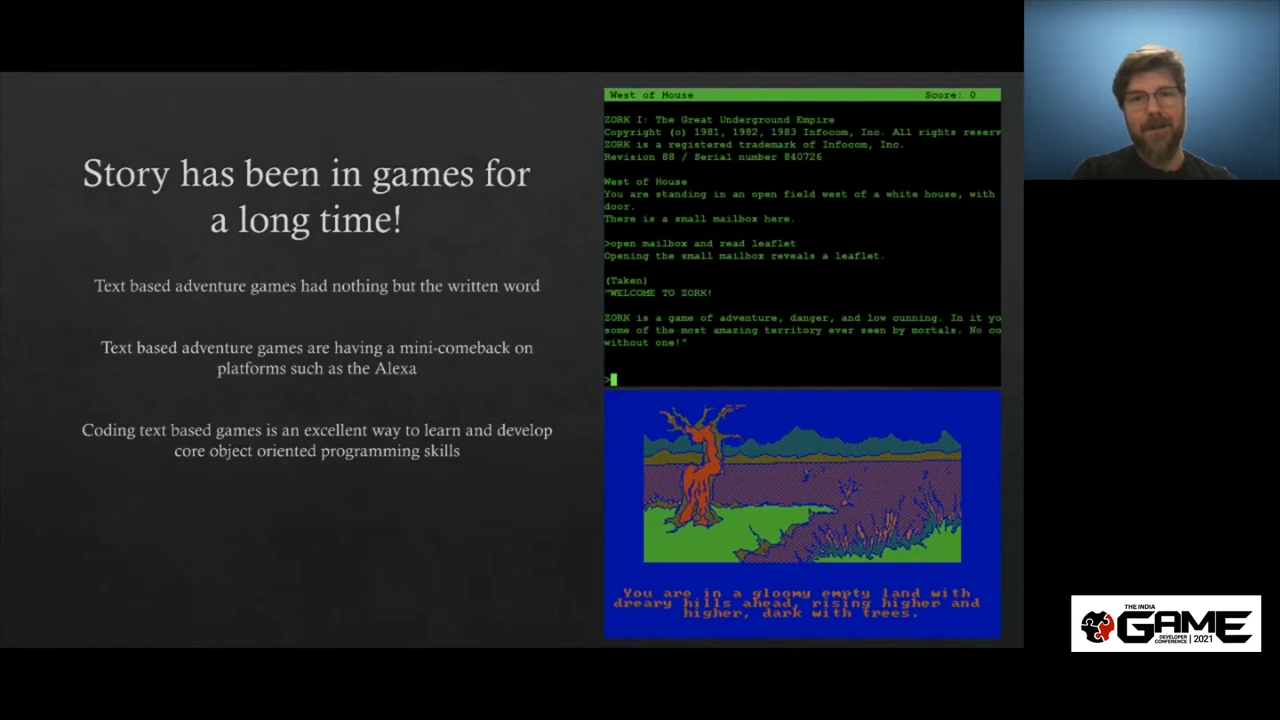 Story has been in games for
a long time!
Text based adventure games had nothing but the written word
Text based adventure games are having a mini-comeback on
platforms such as the Alexa
Coding text based games is an excellent way to learn and develop
core object oriented programming skills
West of House Score: 0
ZORK I: The Great Underground Empire
Copyright (c) 1981, 1982, 1983 Infocom, Inc. All rights reserv
ZORK is a registered trademark of Infocom, Inc.
Revision 88 / Serial number 840726
West of House
You are standing in an open field west of a white house, with
door.
There is a small mailbox here.
>open mailbox and read leaflet
Opening the small mailbox reveals a leaflet.
(Taken)
"WELCOME TO ZORK!
ZORK is a game of adventure, danger, and low cunning. In it yo
some of the most amazing territory ever seen by mortals. No co
without one!"
>
You are in a gloomy empty land with
dreary hills ahead, rising higher and
higher, dark with trees.
THE INDIA
GAME
DEVELOPER
CONFERENCE | 2021